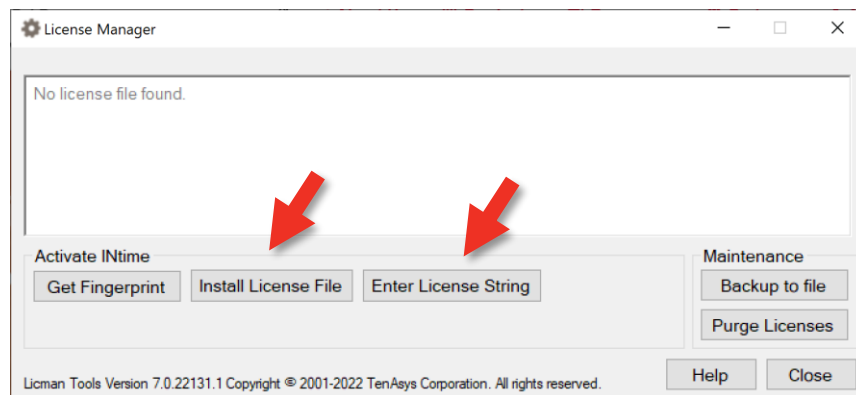 License Manager
No license file found.
Activate INtime
Get Fingerprint
Install License File
Enter License String
Maintenance
Backup to file
Purge Licenses
Help
Close
Licman Tools Version 7.0.22131.1 Copyright © 2001-2022 TenAsys Corporation. All rights reserved.